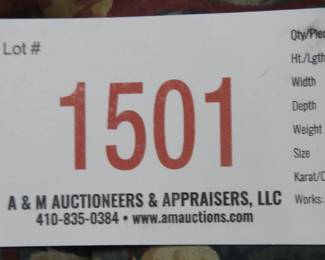 Lot #
1501
A & M AUCTIONEERS & APPRAISERS, LLC
410-835-0384 • www.amauctions.com
Qty/Piec
Ht./Lgth
Width
Depth
Weight
Size
Karat/C
Works: